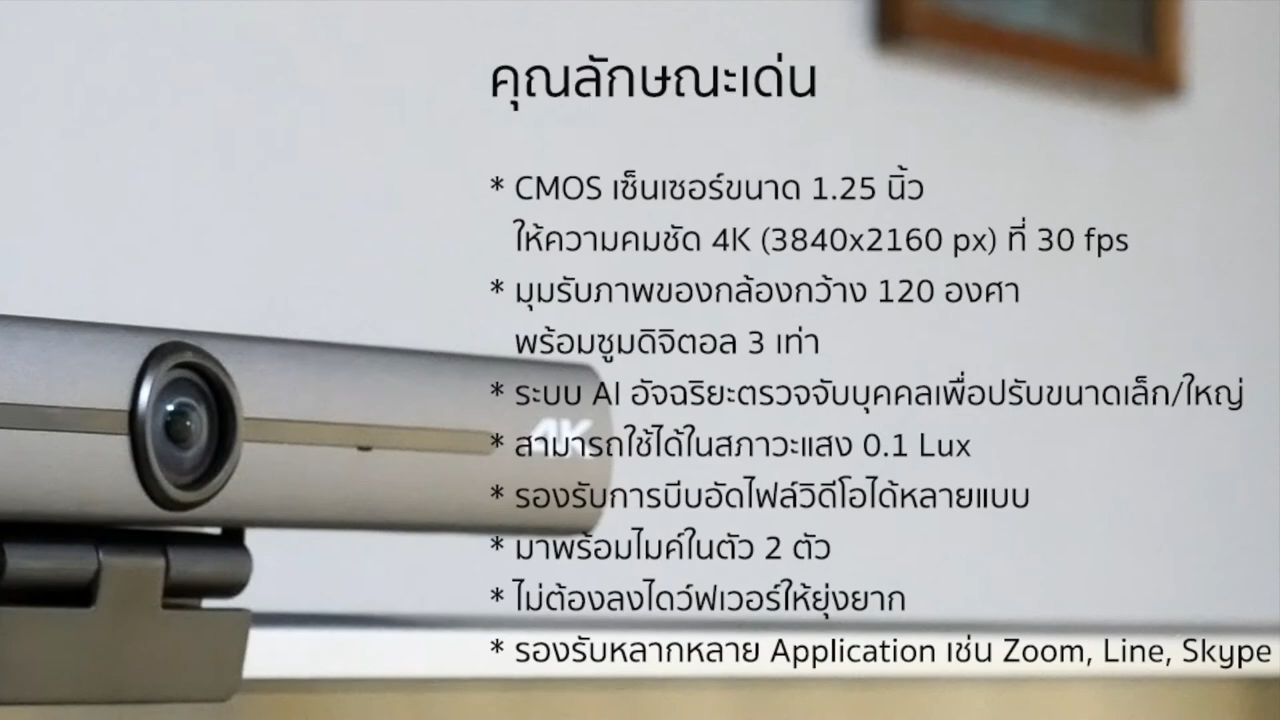 คุณลักษณะเด่น
* CMOS เซ็นเซอร์ขนาด 1.25 นิ้ว
ให้ความคมชัด 4K (3840x2160 px) ที่ 30 fps
* มุมรับภาพของกล้องกว้าง 120 องศา
พร้อมซูมดิจิตอล 3 เท่า
* ระบบ AI อัจฉริยะตรวจจับบุคคลเพื่อปรับขนาดเล็ก/ใหญ่
4K
* สามารถใช้ได้ในสภาวะแสง 0.1 Lux
* รองรับการบีบอัดไฟล์วิดีโอได้หลายแบบ
* มาพร้อมไมค์ในตัว 2 ตัว
* ไม่ต้องลงไดว์ฟเวอร์ให้ยุ่งยาก
* รองรับหลากหลาย Application เช่น Zoom, Line, Skype